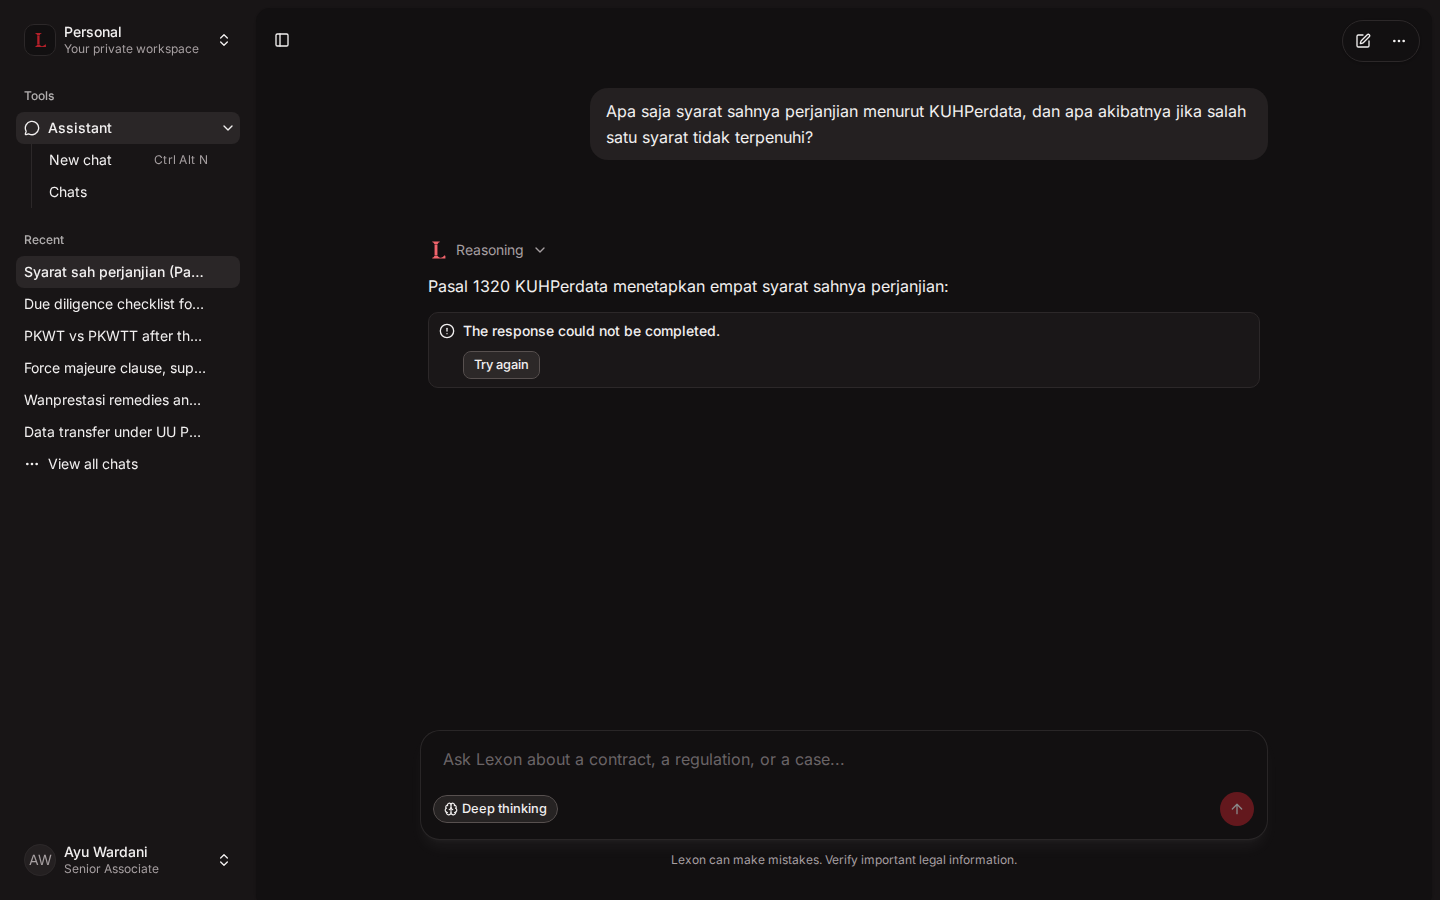 L
Personal
Your private workspace
Tools
Assistant
New chat
Ctrl Alt N
Chats
Recent
Syarat sah perjanjian (Pa...
Due diligence checklist fo...
PKWT vs PKWTT after th...
Force majeure clause, sup...
Wanprestasi remedies an...
Data transfer under UU P...
View all chats
AW
Ayu Wardani
Senior Associate
Apa saja syarat sahnya perjanjian menurut KUHPerdata, dan apa akibatnya jika salah
satu syarat tidak terpenuhi?
L
Reasoning
Pasal 1320 KUHPerdata menetapkan empat syarat sahnya perjanjian:
The response could not be completed.
Try again
Ask Lexon about a contract, a regulation, or a case...
Deep thinking
Lexon can make mistakes. Verify important legal information.